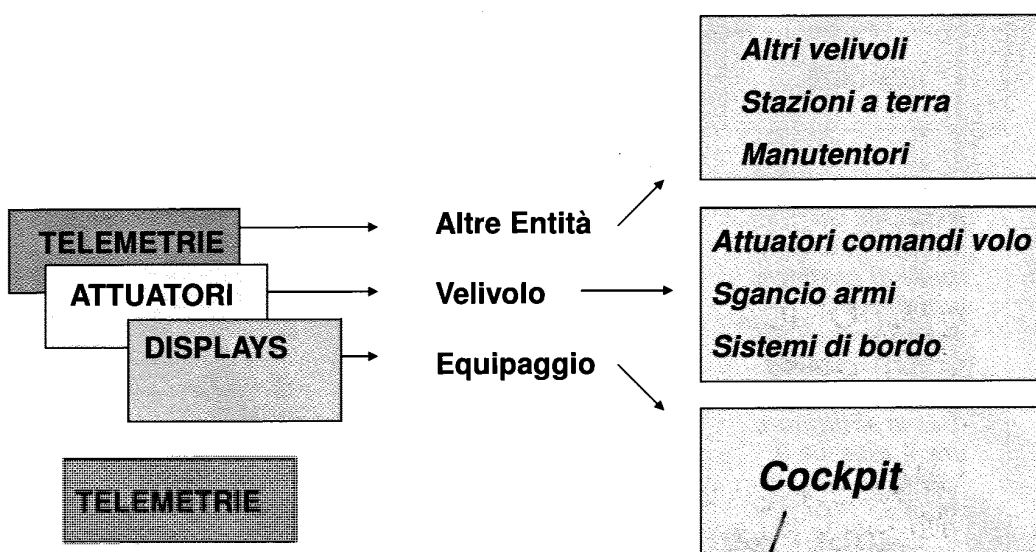 Altri velivoli
Stazioni a terra
Manutentori
TELEMETRIE
Altre Entità
ATTUATORI
Velivolo
DISPLAYS
Equipaggio
Attuatori comandi volo
Sgancio armi
Sistemi di bordo
TELEMETRIE
Cockpit